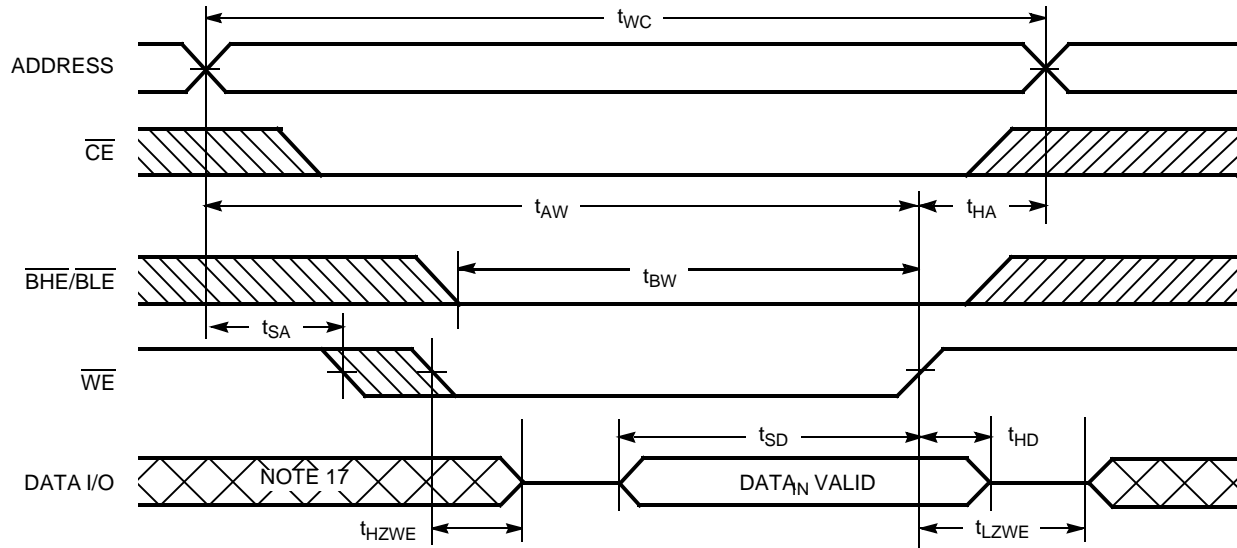 tWC
ADDRESS
CE
tAW
tHA
BHE/BLE
tBW
tSA
WE
tSD
tHD
DATA I/O
NOTE 17
DATAIN VALID
tHZWE
tLZWE